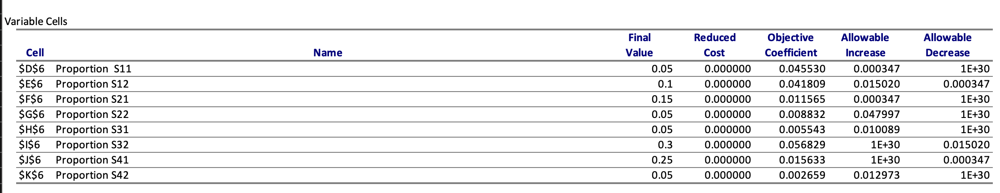 Variable Cells
Final Reduced Objective Allowable Allowable
Cell Name Value Cost Coefficient Increase Decrease
$D$6 Proportion S11 0.05 0.000000 0.045530 0.000347 1E+30
$E$6 Proportion S12 0.1 0.000000 0.041809 0.015020 0.000347
$F$6 Proportion S21 0.15 0.000000 0.011565 0.000347 1E+30
$G$6 Proportion S22 0.05 0.000000 0.008832 0.047997 1E+30
$H$6 Proportion S31 0.05 0.000000 0.005543 0.010089 1E+30
$I$6 Proportion S32 0.3 0.000000 0.056829 1E+30 0.015020
$J$6 Proportion S41 0.25 0.000000 0.015633 1E+30 0.000347
$K$6 Proportion S42 0.05 0.000000 0.002659 0.012973 1E+30